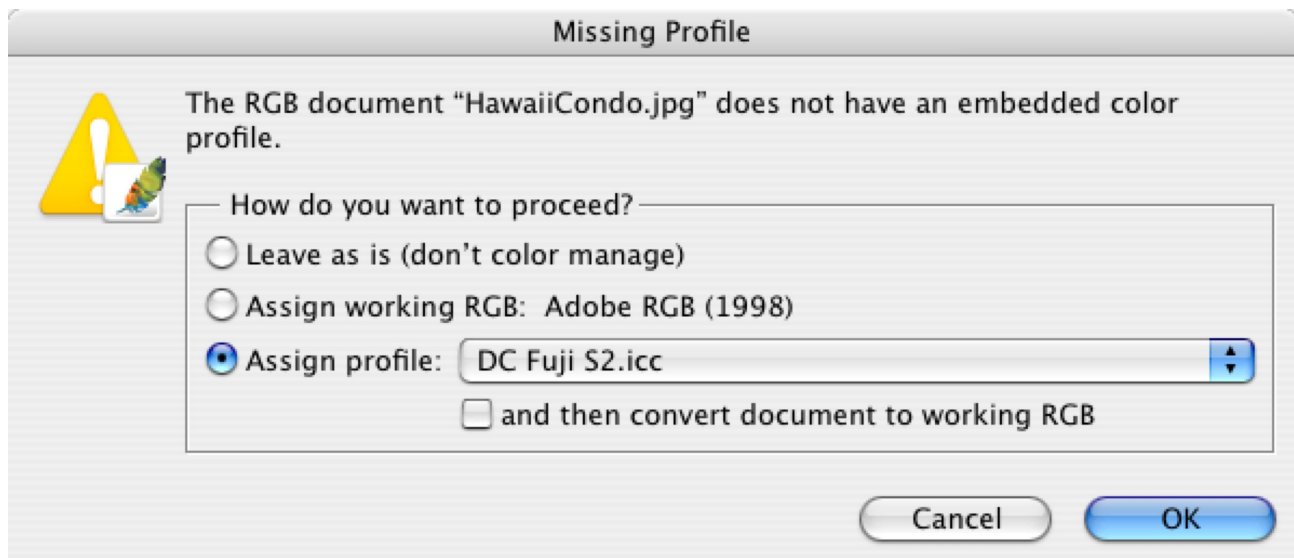 Missing Profile
The RGB document “HawaiiCondo.jpg” does not have an embedded color
profile.
How do you want to proceed?
Leave as is (don't color manage)
Assign working RGB: Adobe RGB (1998)
Assign profile: DC Fuji S2.icc
and then convert document to working RGB
Cancel OK